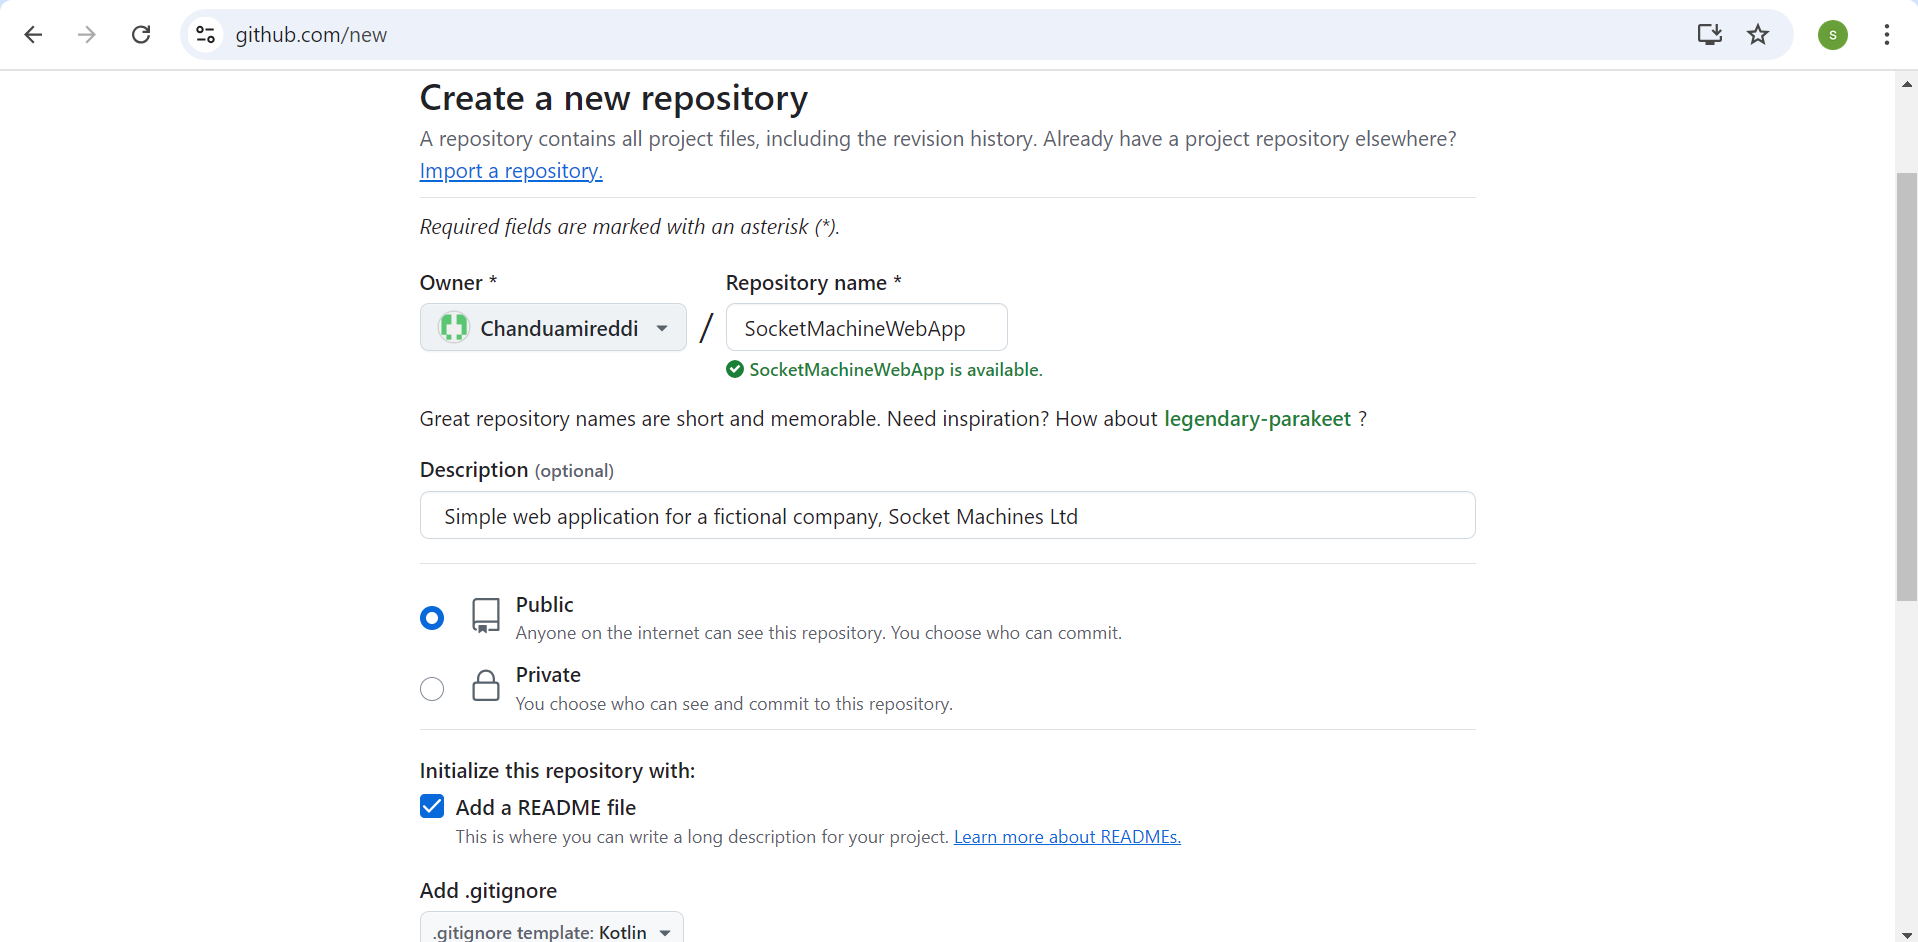 github.com/new
S
Create a new repository
A repository contains all project files, including the revision history. Already have a project repository elsewhere?
Import a repository.
Required fields are marked with an asterisk (*).
Owner * Repository name *
Chanduamireddi / SocketMachineWebApp
SocketMachineWebApp is available.
Great repository names are short and memorable. Need inspiration? How about legendary-parakeet ?
Description (optional)
Simple web application for a fictional company, Socket Machines Ltd
Public
Anyone on the internet can see this repository. You choose who can commit.
Private
You choose who can see and commit to this repository.
Initialize this repository with:
Add a README file
This is where you can write a long description for your project. Learn more about READMEs.
Add .gitignore
.gitignore template: Kotlin